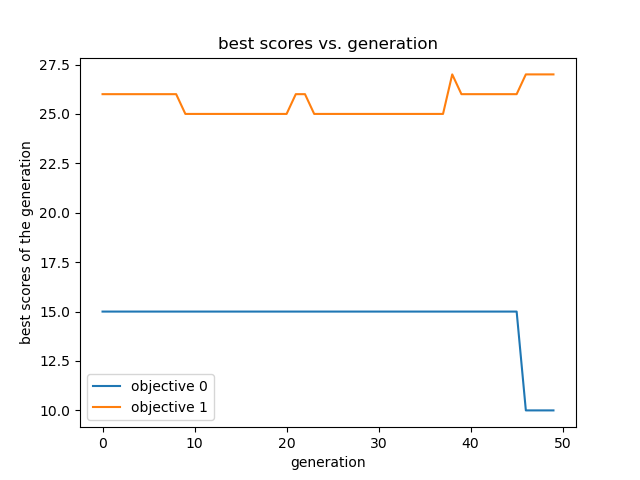 best scores vs. generation
best scores of the generation
27.5
25.0
22.5
20.0
17.5
15.0
12.5
10.0
objective 0
objective 1
0 10 20 30 40 50
generation